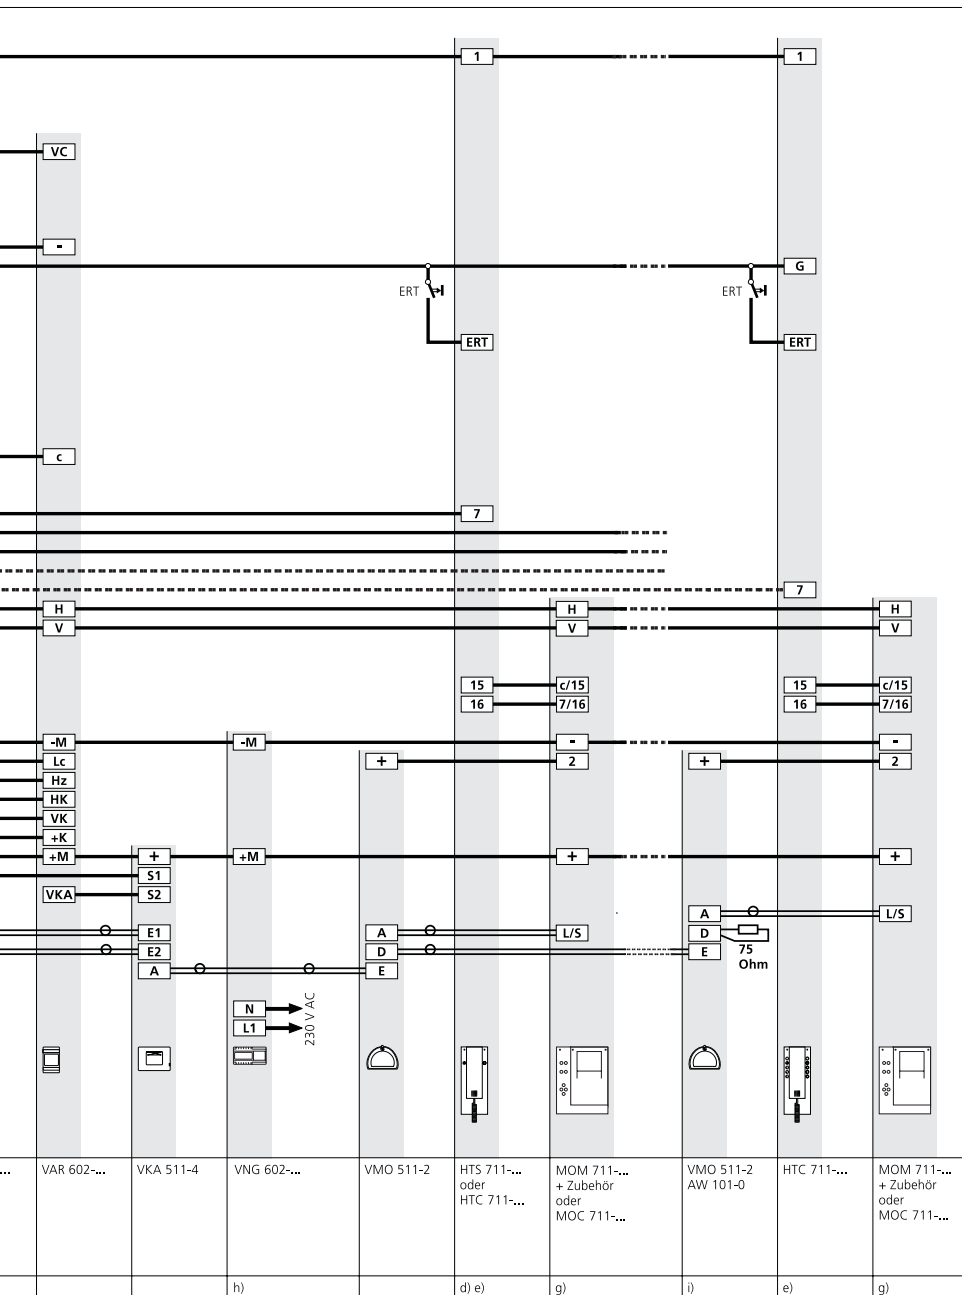 1 1
VC
-
G
ERT ERT
ERT ERT
c
7
7
H H H
V V V
15 c/15 15 c/15
16 7/16 16 7/16
-M -M - -
Lc + 2 + 2
Hz
HK
VK
+K
+M + +M + +
S1
VKA S2
A L/S
E1 A L/S D
E2 D E 75
A E Ohm
N
L1
230 V AC
... VAR 602-... VKA 511-4 VNG 602-... VMO 511-2 HTS 711-... MOM 711-... VMO 511-2 HTC 711-... MOM 711-...
oder + Zubehör AW 101-0 + Zubehör
HTC 711-... oder oder
MOC 711-... MOC 711-...
h) d) e) g) i) e) g)